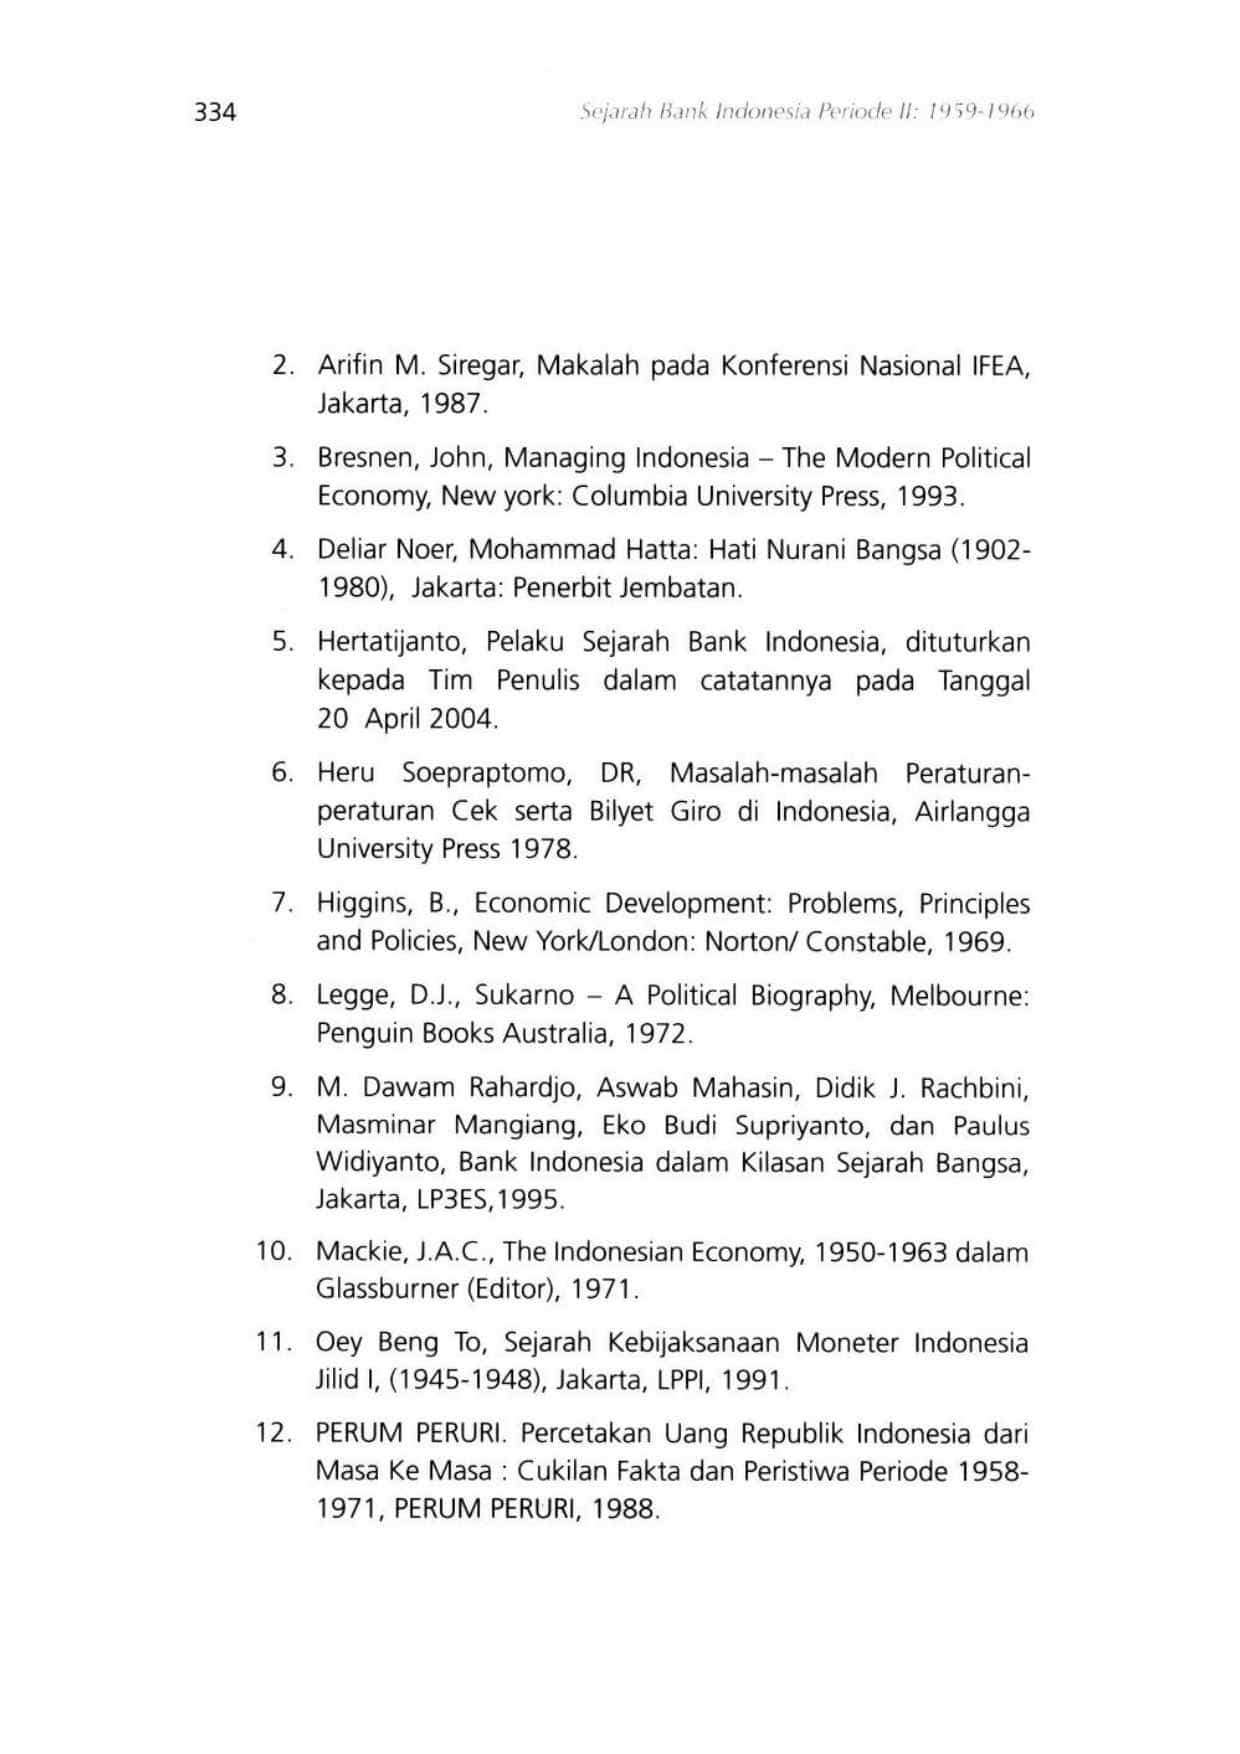 334 Sejarah Bank Indonesia Periode II: 1959-1966
2. Arifin M. Siregar, Makalah pada Konferensi Nasional IFEA,
Jakarta, 1987.
3. Bresnen, John, Managing Indonesia – The Modern Political
Economy, New york: Columbia University Press, 1993.
4. Deliar Noer, Mohammad Hatta: Hati Nurani Bangsa (1902-
1980), Jakarta: Penerbit Jembatan.
5. Hertatijanto, Pelaku Sejarah Bank Indonesia, dituturkan
kepada Tim Penulis dalam catatannya pada Tanggal
20 April 2004.
6. Heru Soepraptomo, DR, Masalah-masalah Peraturan-
peraturan Cek serta Bilyet Giro di Indonesia, Airlangga
University Press 1978.
7. Higgins, B., Economic Development: Problems, Principles
and Policies, New York/London: Norton/ Constable, 1969.
8. Legge, D.J., Sukarno – A Political Biography, Melbourne:
Penguin Books Australia, 1972.
9. M. Dawam Rahardjo, Aswab Mahasin, Didik J. Rachbini,
Masminar Mangiang, Eko Budi Supriyanto, dan Paulus
Widiyanto, Bank Indonesia dalam Kilasan Sejarah Bangsa,
Jakarta, LP3ES,1995.
10. Mackie, J.A.C., The Indonesian Economy, 1950-1963 dalam
Glassburner (Editor), 1971.
11. Oey Beng To, Sejarah Kebijaksanaan Moneter Indonesia
Jilid I, (1945-1948), Jakarta, LPPI, 1991.
12. PERUM PERURI. Percetakan Uang Republik Indonesia dari
Masa Ke Masa : Cukilan Fakta dan Peristiwa Periode 1958-
1971, PERUM PERURI, 1988.